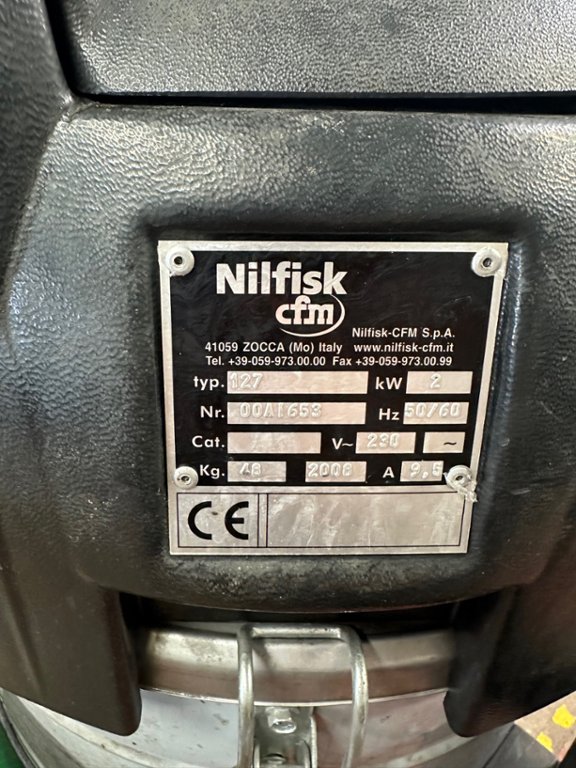 Nilfisk
cfm
Nilfisk-CFM S.p.A.
41059 ZOCCA (Mo) Italy www.nilfisk-cfm.it
Tel. +39-059-973.00.00 Fax +39-059-973.00.99
typ. 127 kW 2
Nr. 00AI653 Hz 50/60
Cat. V~ 230 ~
Kg. 48 2008 A 9,5
CE